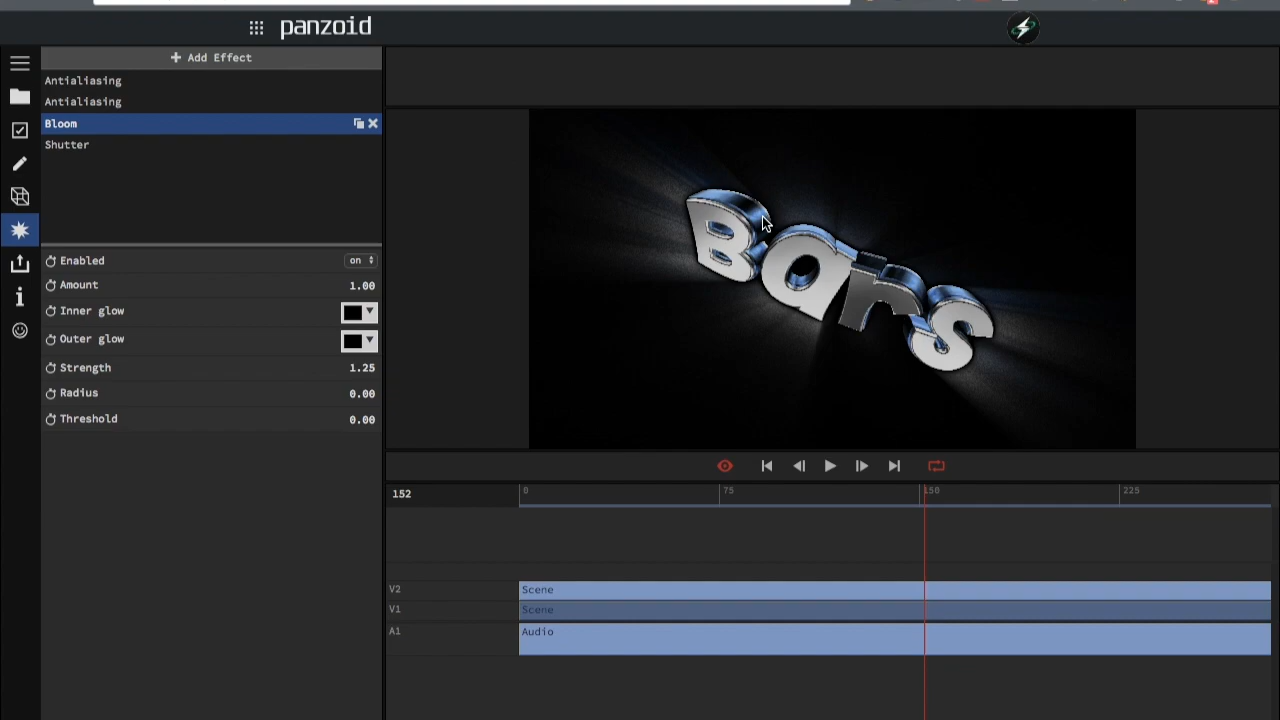 panzoid
Add Effect
Antialiasing
Antialiasing
Bloom
Shutter
Enabled on
Amount 1.00
Inner glow
Outer glow
Strength 1.25
Radius 0.00
Threshold 0.00
Bars
152 0 75 150 225
V2 Scene
V1 Scene
A1 Audio